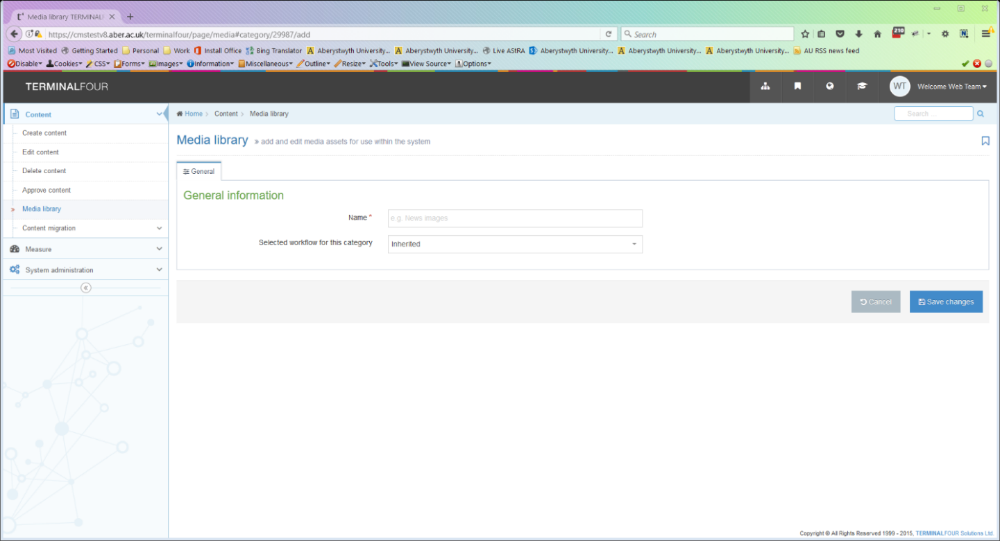 Media library TERMINAL
https://cmstestv8.aber.ac.uk/terminalfour/page/media#category/29987/add
Search
210
Most Visited Getting Started Personal Work Install Office Bing Translator Aberystwyth University... Aberystwyth University... Live AStRA Aberystwyth University... Aberystwyth University... Aberystwyth University... AU RSS news feed
Disable Cookies CSS Forms Images Information Miscellaneous Outline Resize Tools View Source Options
TERMINALFOUR
WT Welcome Web Team
Content
Home > Content > Media library
Search ...
Create content
Edit content
Delete content
Approve content
Media library
Content migration
Measure
System administration
Media library » add and edit media assets for use within the system
General
General information
Name *
e.g. News images
Selected workflow for this category
Inherited
Cancel
Save changes
Copyright © All Rights Reserved 1999 - 2015, TERMINALFOUR Solutions Ltd.